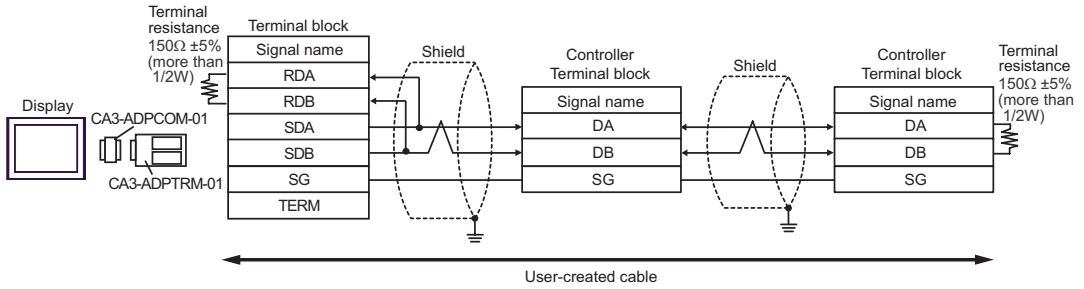 Terminal
resistance
150Ω ±5%
(more than
1/2W)
Terminal block
Signal name
RDA
RDB
SDA
SDB
SG
TERM
Display
CA3-ADPCOM-01
CA3-ADPTRM-01
Shield
Controller
Terminal block
Signal name
DA
DB
SG
Shield
Controller
Terminal block
Signal name
DA
DB
SG
Terminal
resistance
150Ω ±5%
(more than
1/2W)
User-created cable